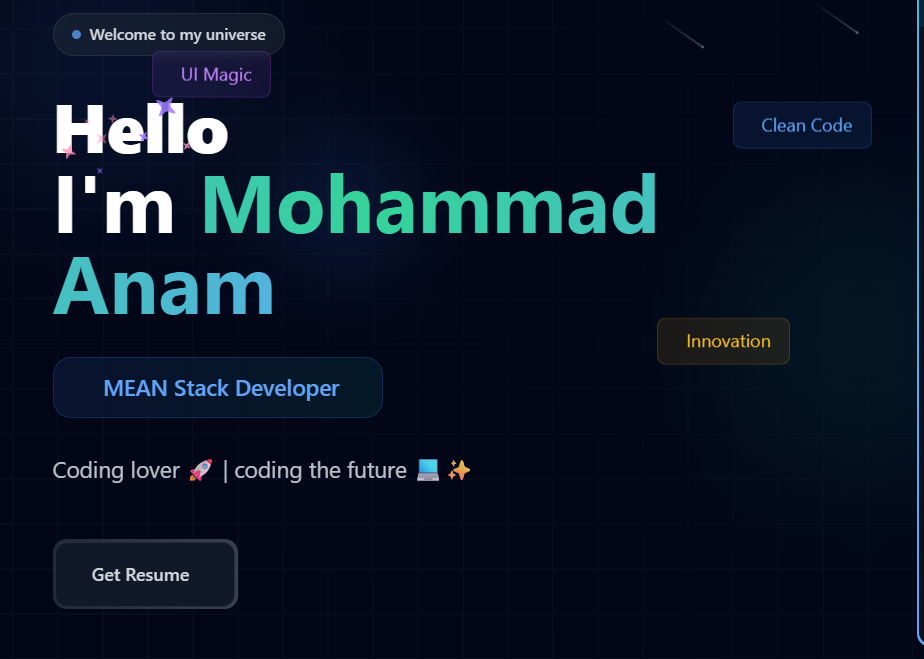 Welcome to my universe
UI Magic
Hello
Clean Code
I'm Mohammad
Anam
Innovation
MEAN Stack Developer
Coding lover 🚀 | coding the future 💻 ✨
Get Resume